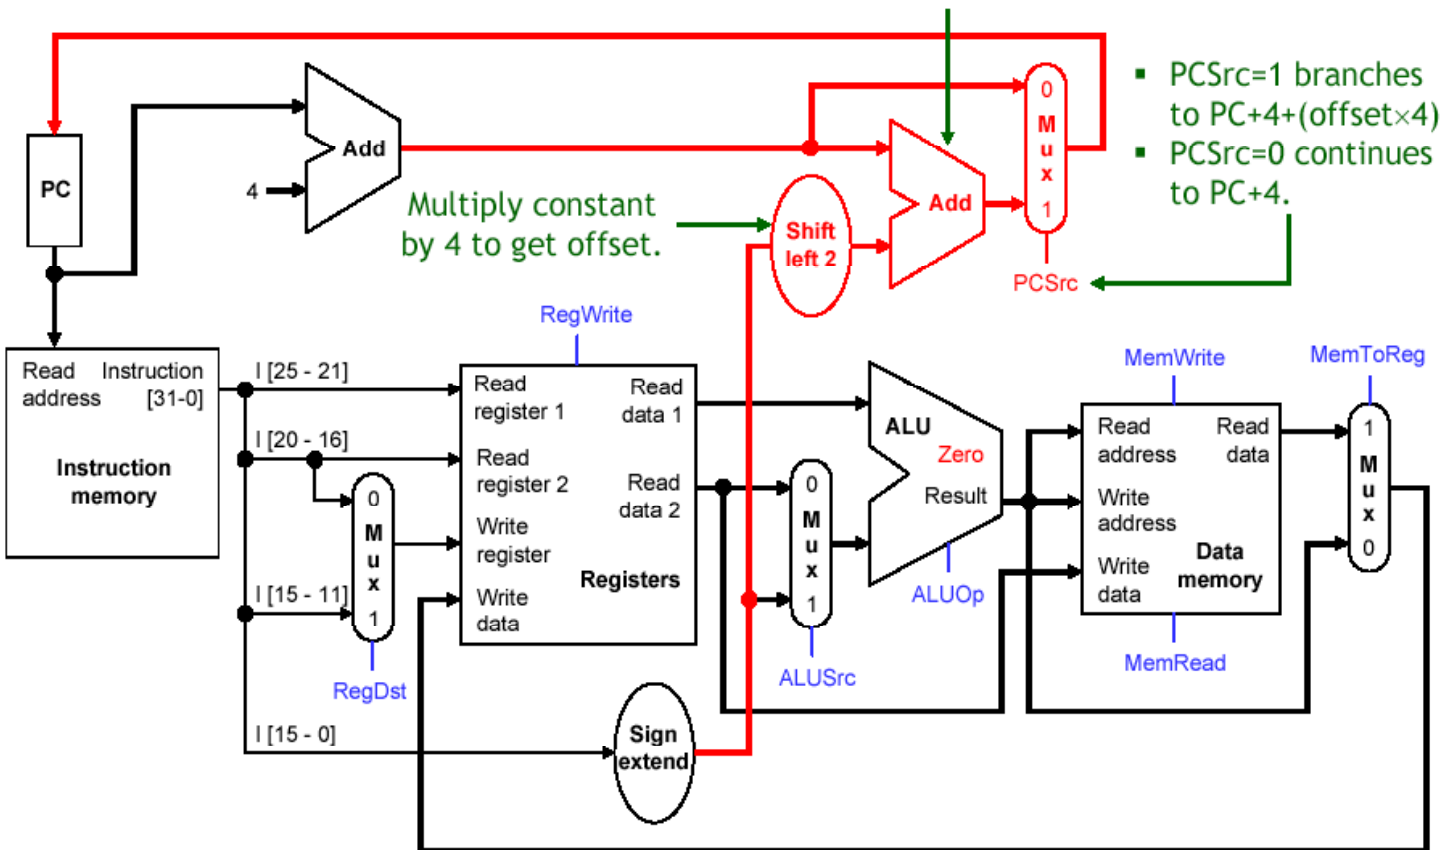 ▪ PCSrc=1 branches
to PC+4+(offset×4)
▪ PCSrc=0 continues
to PC+4.
0
M
u
x
1
Add
PC
4
Add
Multiply constant
by 4 to get offset.
Shift
left 2
PCSrc
RegWrite
MemWrite
MemToReg
Read
address
Instruction
[31-0]
Instruction
memory
I [25 - 21]
I [20 - 16]
I [15 - 11]
I [15 - 0]
0
M
u
x
1
RegDst
Read
register 1
Read
register 2
Write
register
Write
data
Read
data 1
Read
data 2
Registers
Sign
extend
0
M
u
x
1
ALUSrc
ALU
Zero
Result
ALUOp
Read
address
Write
address
Write
data
Read
data
Data
memory
MemRead
1
M
u
x
0